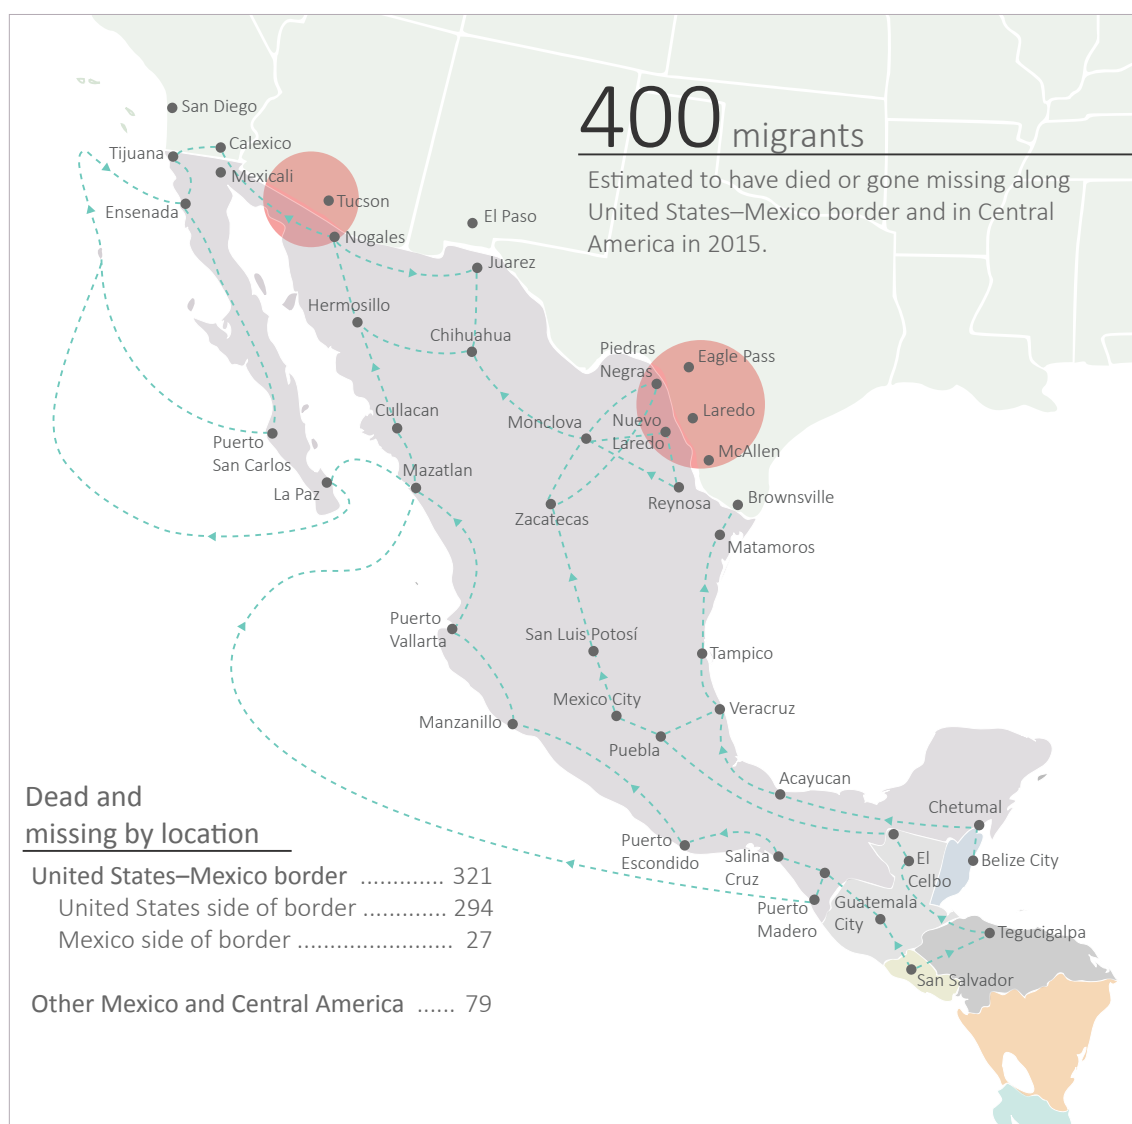 400 migrants
Estimated to have died or gone missing along
United States–Mexico border and in Central
America in 2015.
San Diego
Calexico
Tijuana
Mexicali
Ensenada
Tucson
Nogales
El Paso
Juarez
Hermosillo
Chihuahua
Piedras
Negras
Eagle Pass
Cullacan
Monclova
Nuevo
Laredo
Laredo
McAllen
Puerto
San Carlos
La Paz
Mazatlan
Zacatecas
Reynosa
Brownsville
Matamoros
Puerto
Vallarta
San Luis Potosí
Tampico
Mexico City
Veracruz
Manzanillo
Puebla
Acayucan
Chetumal
Puerto
Escondido
Salina
Cruz
El
Celbo
Belize City
Puerto
Madero
Guatemala
City
Tegucigalpa
San Salvador
Dead and
missing by location
United States–Mexico border ............. 321
United States side of border ............. 294
Mexico side of border ........................ 27
Other Mexico and Central America ...... 79